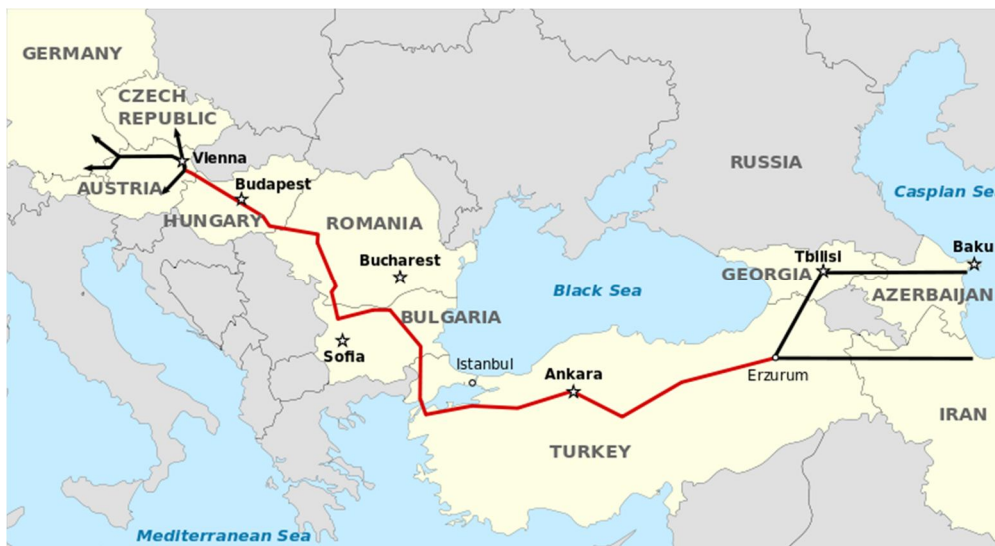 GERMANY
CZECH
REPUBLIC
Vienna
AUSTRIA
Budapest
HUNGARY
ROMANIA
Bucharest
BULGARIA
Sofia
Istanbul
Ankara
TURKEY
Black Sea
RUSSIA
Caspian Se
Tbilisi
GEORGIA
Baku
AZERBAIJAN
Erzurum
IRAN
Mediterranean Sea